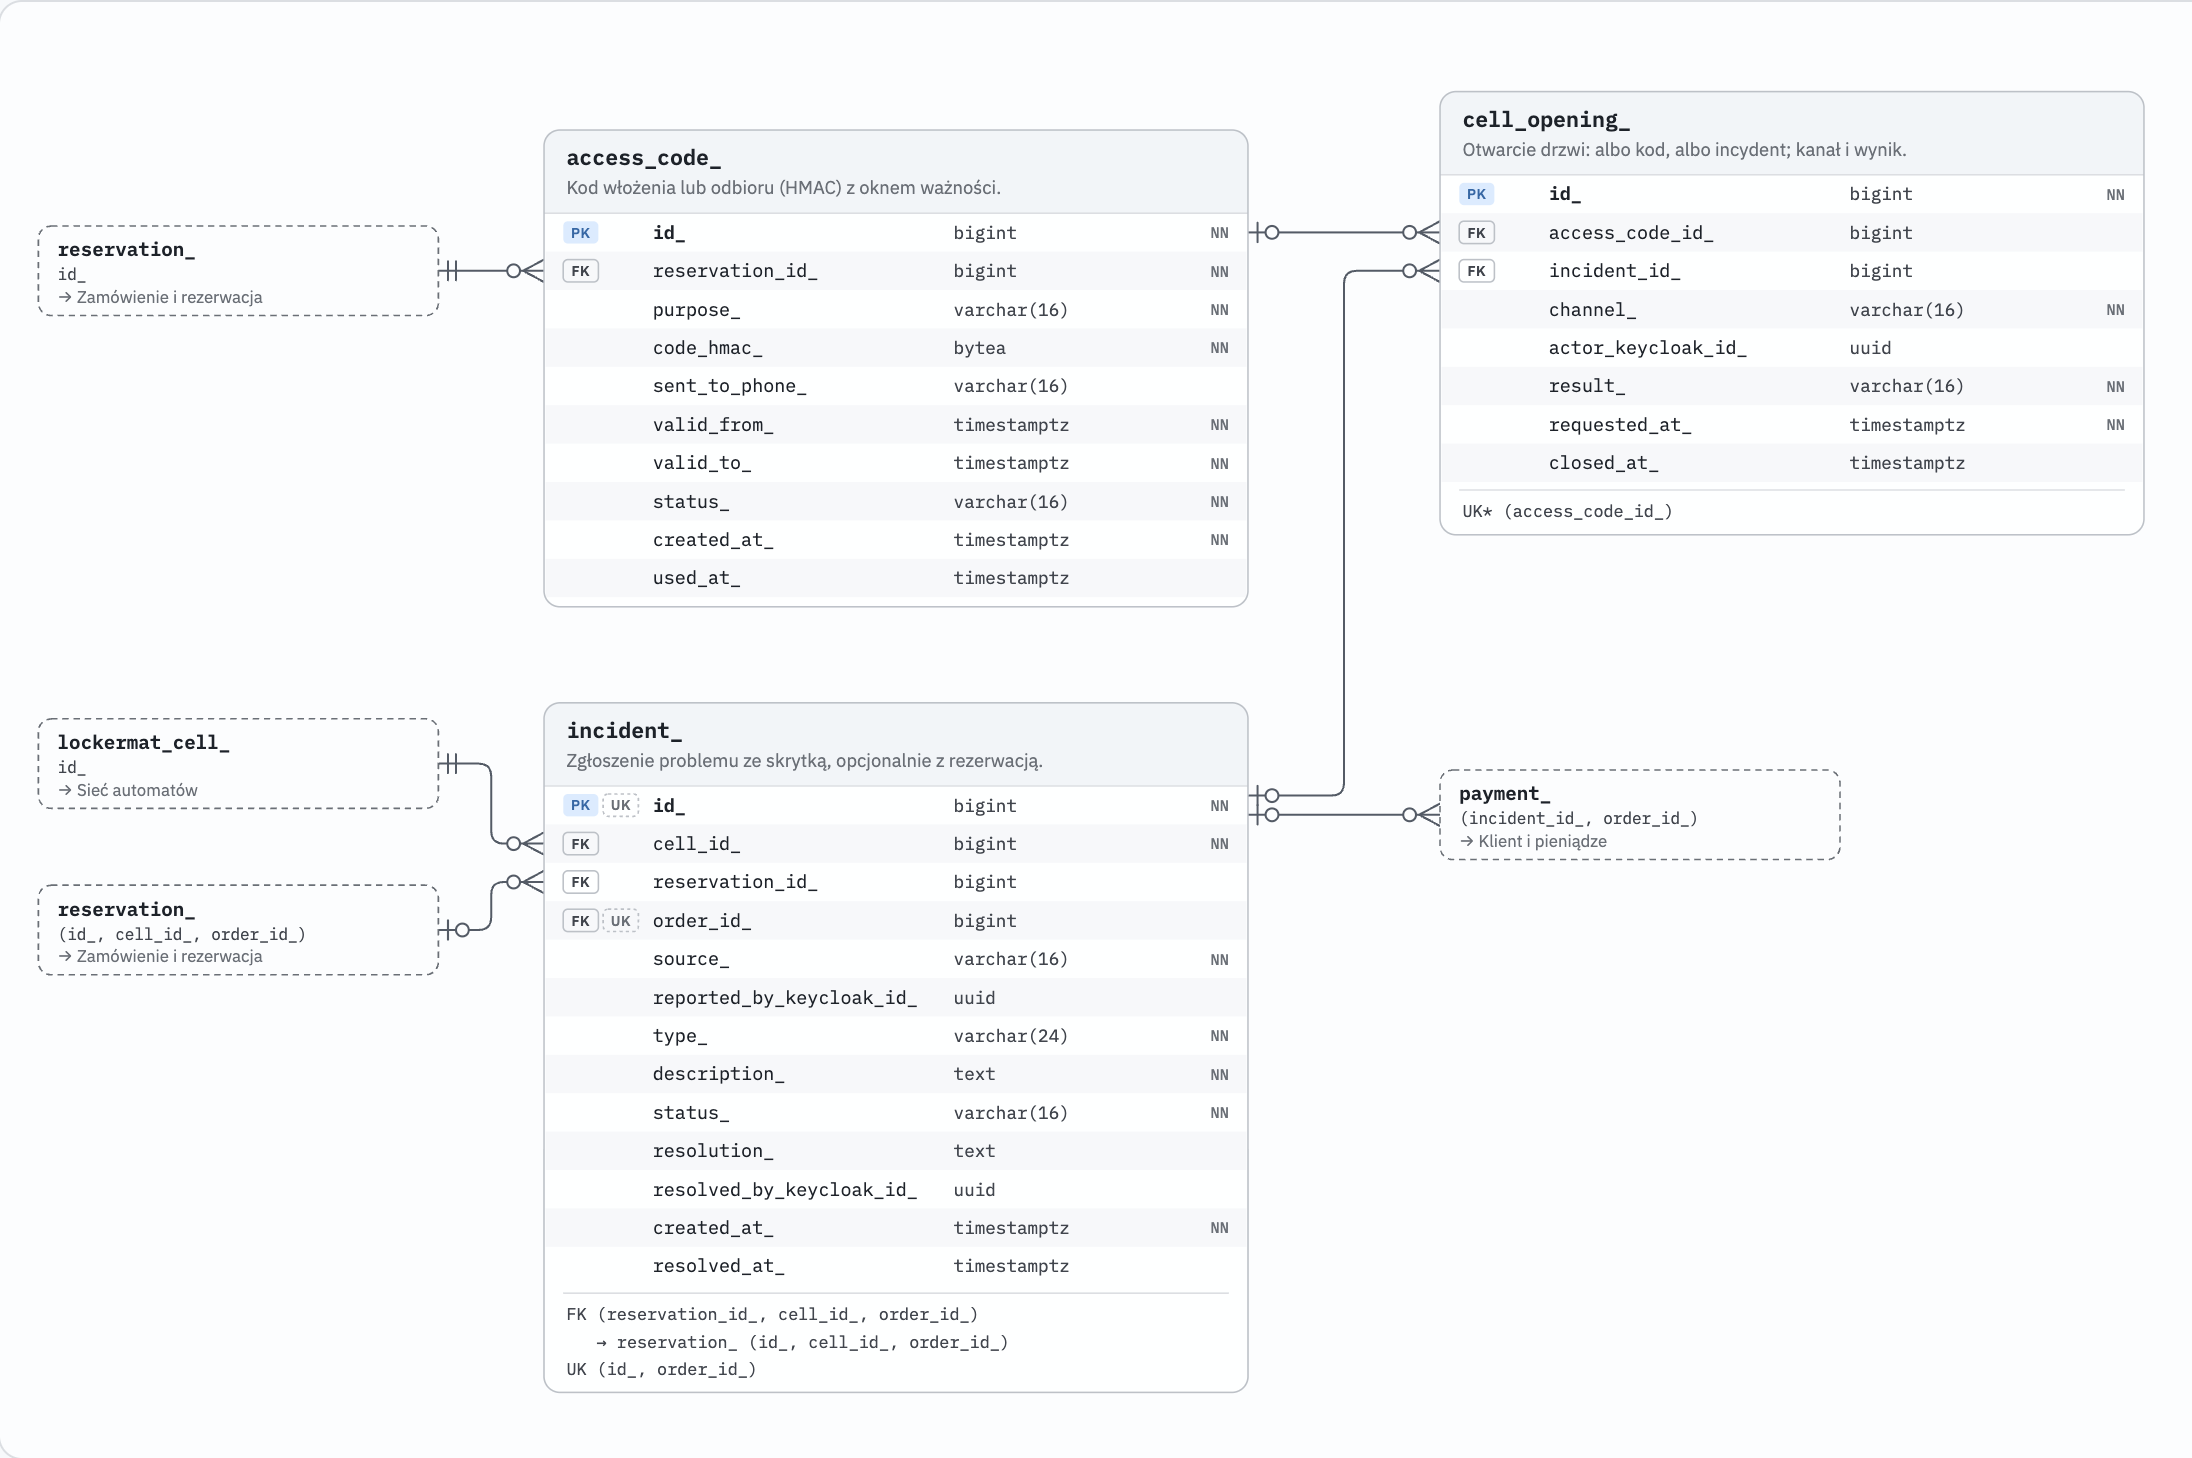 reservation_
id_
→ Zamówienie i rezerwacja
access_code_
Kod włożenia lub odbioru (HMAC) z oknem ważności.
PK id_ bigint NN
FK reservation_id_ bigint NN
purpose_ varchar(16) NN
code_hmac_ bytea NN
sent_to_phone_ varchar(16)
valid_from_ timestamptz NN
valid_to_ timestamptz NN
status_ varchar(16) NN
created_at_ timestamptz NN
used_at_ timestamptz
cell_opening_
Otwarcie drzwi: albo kod, albo incydent; kanał i wynik.
PK id_ bigint NN
FK access_code_id_ bigint
FK incident_id_ bigint
channel_ varchar(16) NN
actor_keycloak_id_ uuid
result_ varchar(16) NN
requested_at_ timestamptz NN
closed_at_ timestamptz
UK* (access_code_id_)
lockermat_cell_
id_
→ Sieć automatów
reservation_
(id_, cell_id_, order_id_)
→ Zamówienie i rezerwacja
incident_
Zgłoszenie problemu ze skrytką, opcjonalnie z rezerwacją.
PK UK id_ bigint NN
FK cell_id_ bigint NN
FK reservation_id_ bigint
FK UK order_id_ bigint
source_ varchar(16) NN
reported_by_keycloak_id_ uuid
type_ varchar(24) NN
description_ text NN
status_ varchar(16) NN
resolution_ text
resolved_by_keycloak_id_ uuid
created_at_ timestamptz NN
resolved_at_ timestamptz
FK (reservation_id_, cell_id_, order_id_)
→ reservation_ (id_, cell_id_, order_id_)
UK (id_, order_id_)
payment_
(incident_id_, order_id_)
→ Klient i pieniądze